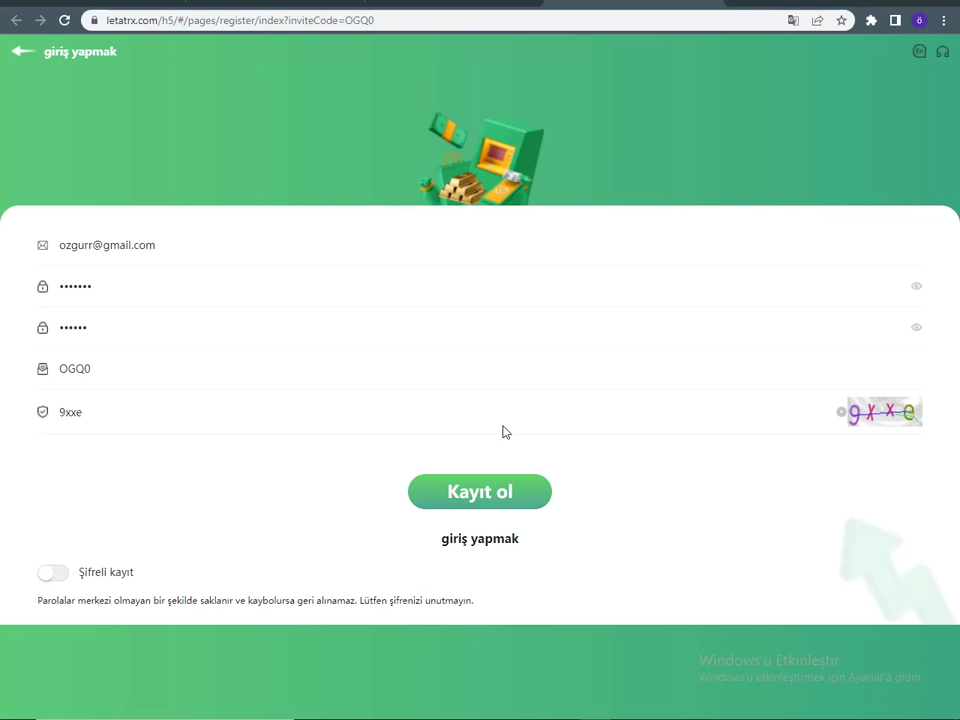 letatrx.com/h5/#/pages/register/index?inviteCode=OGQ0
ö
giriş yapmak
En
ozgurr@gmail.com
•••••••
••••••
OGQ0
9xxe
gxxe
Kayıt ol
giriş yapmak
Şifreli kayıt
Parolalar merkezi olmayan bir şekilde saklanır ve kaybolursa geri alınamaz. Lütfen şifrenizi unutmayın.
Windows'u Etkinleştir
Windows'u etkinleştirmek için Ayarlar'a gidin.